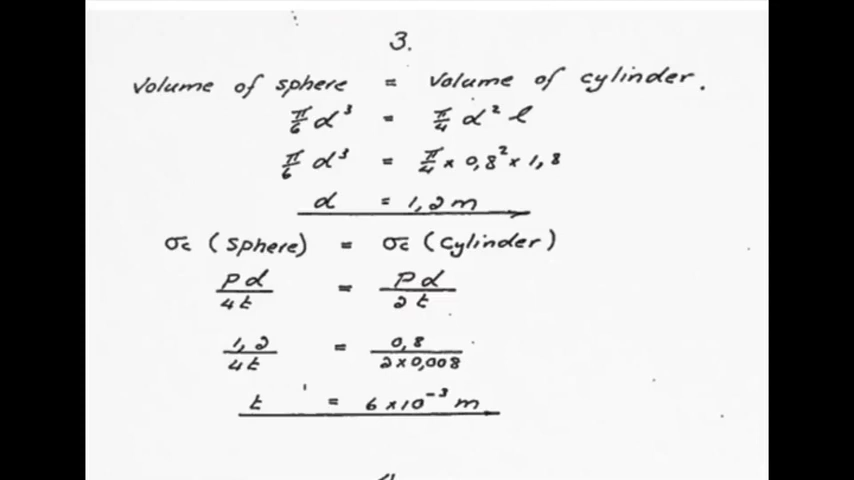 3.
Volume of sphere = Volume of cylinder.
π/6 d³ = π/4 d² l
π/6 d³ = π/4 × 0,8² × 1,8
d = 1,2 m
σc (sphere) = σc (cylinder)
pd/4t = pd/2t
1,2/4t = 0,8/2×0,008
t = 6 × 10⁻³ m